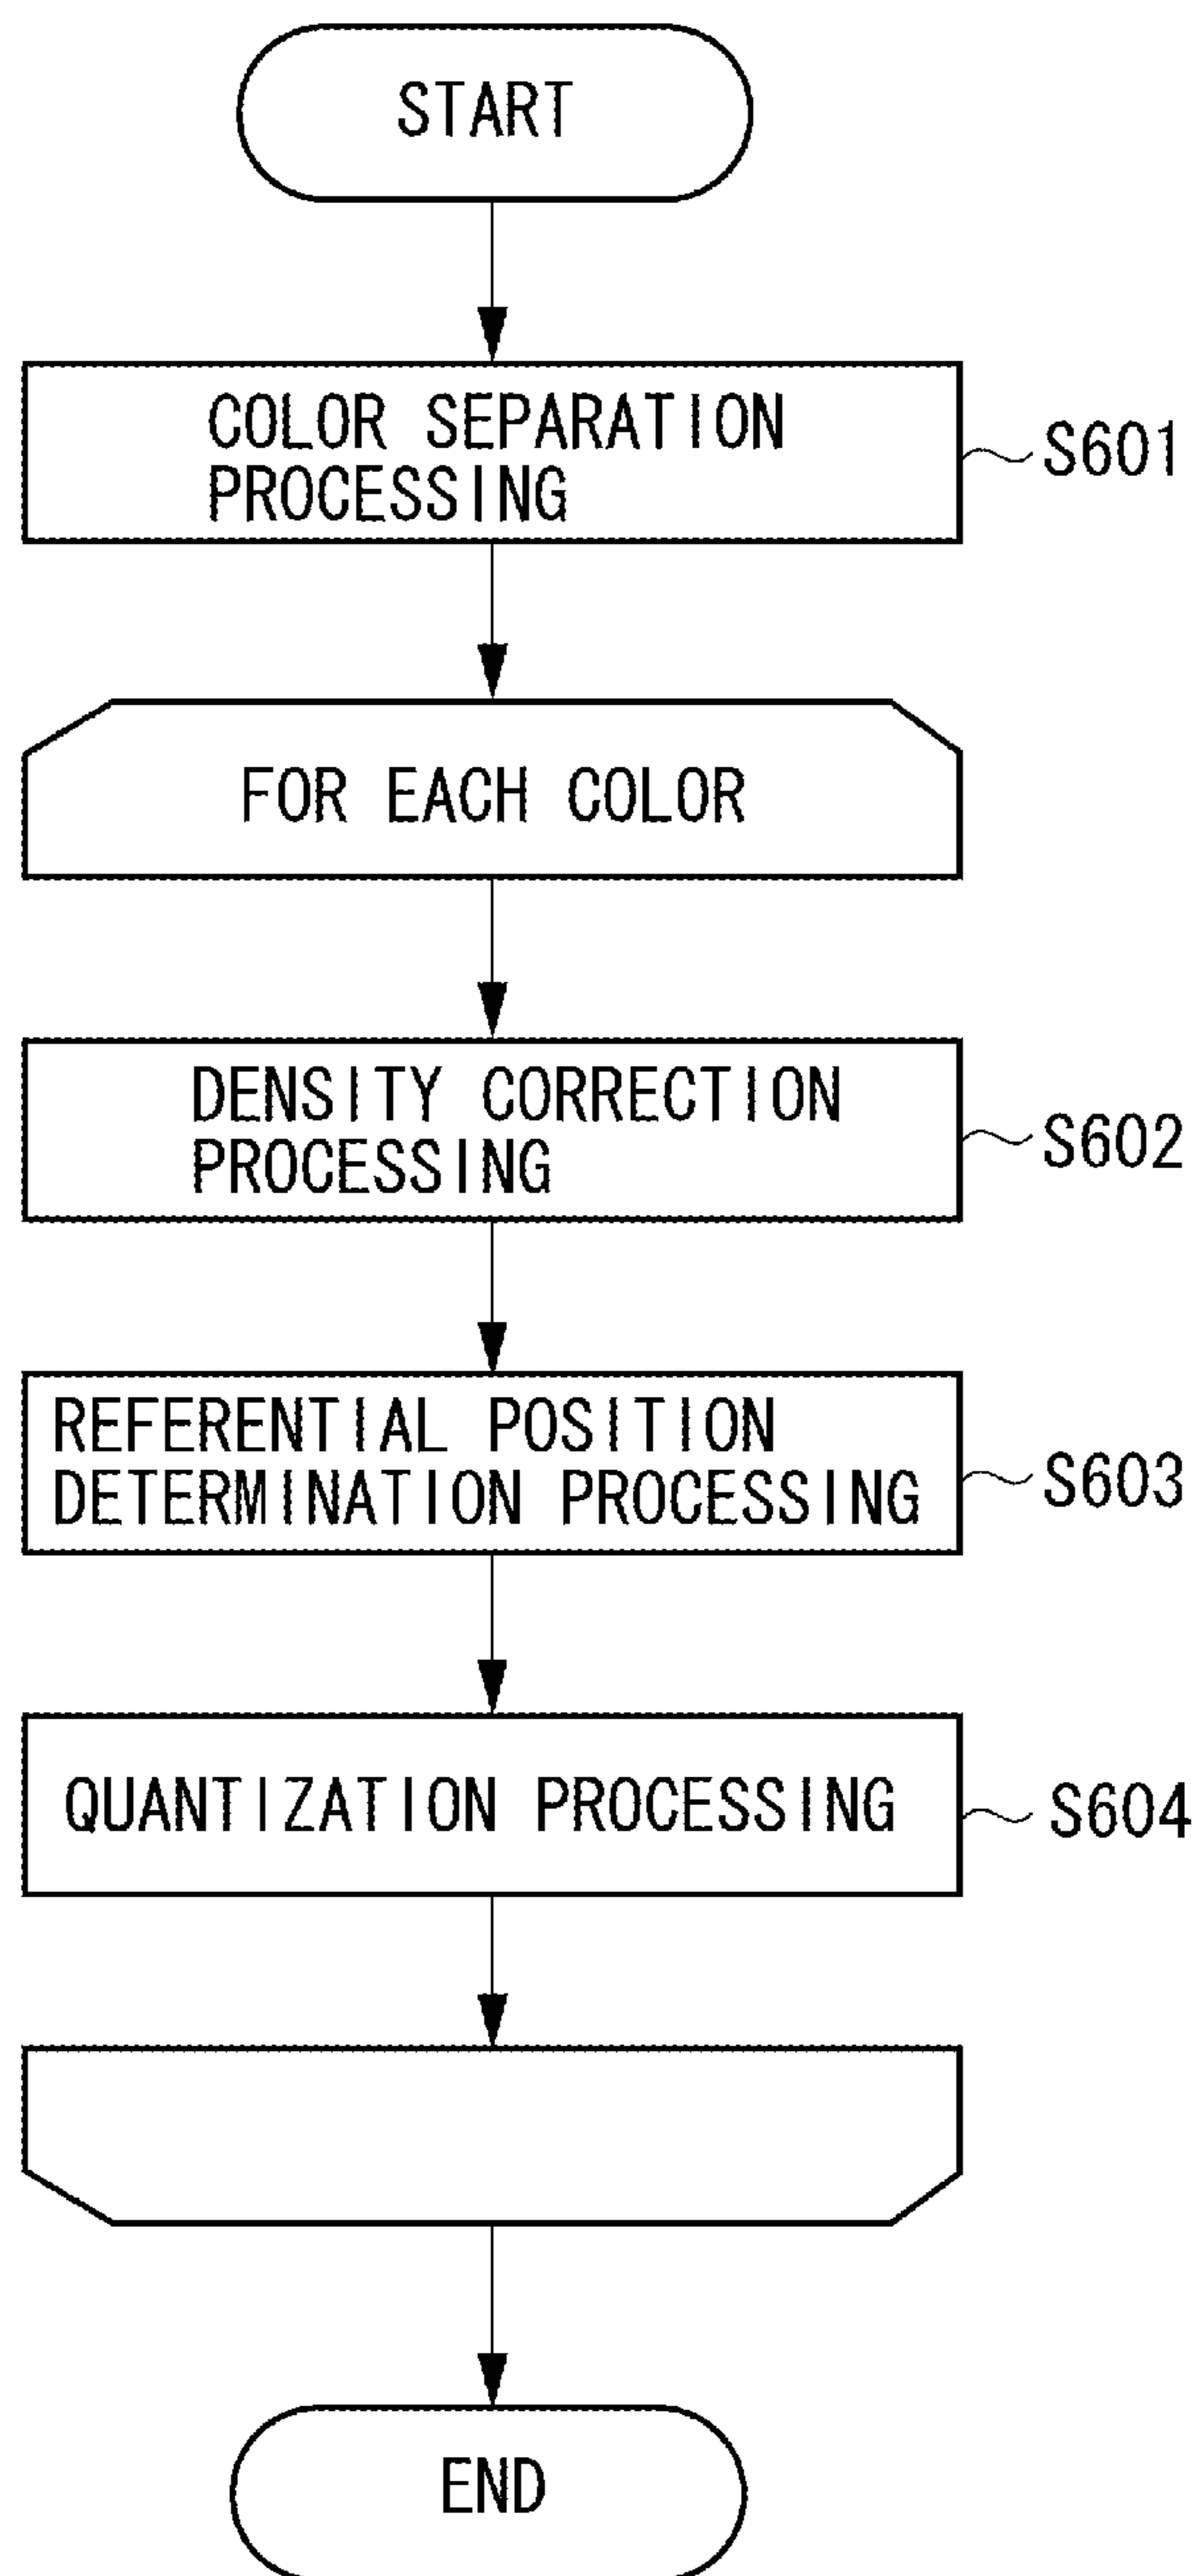 START
COLOR SEPARATION
PROCESSING
S601
FOR EACH COLOR
DENSITY CORRECTION
PROCESSING
S602
REFERENTIAL POSITION
DETERMINATION PROCESSING
S603
QUANTIZATION PROCESSING
S604
END